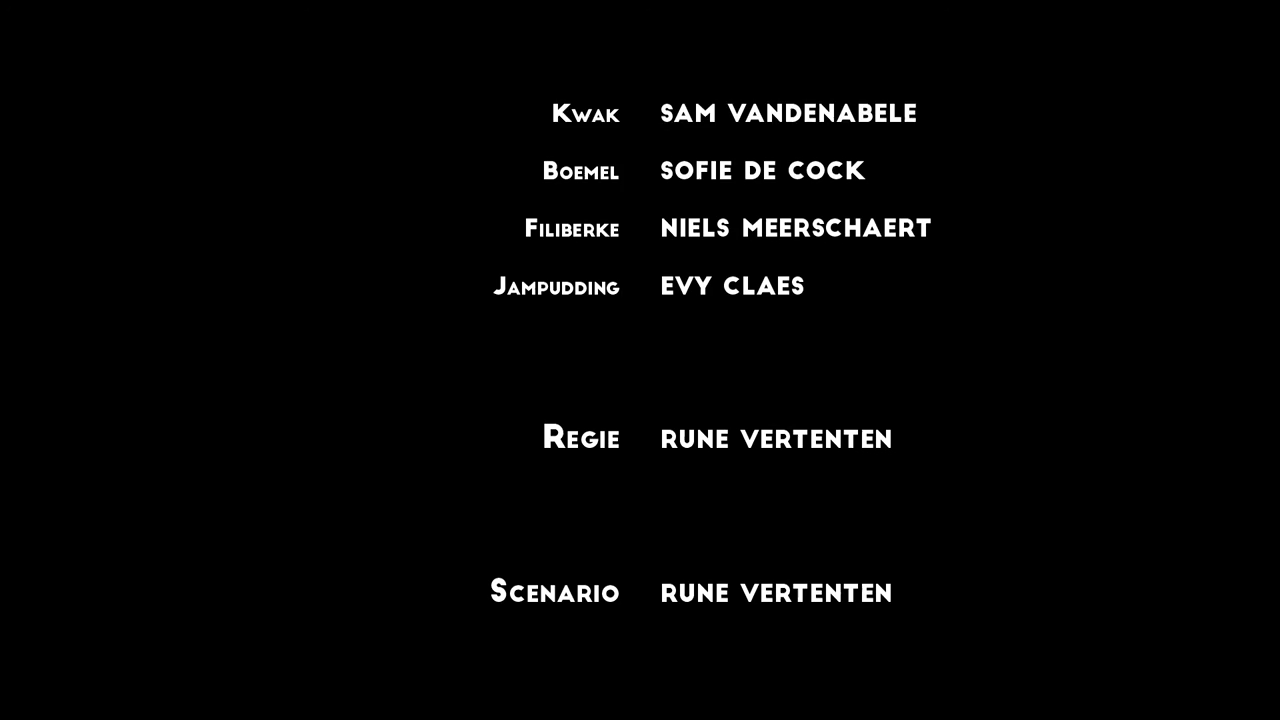 Kwak SAM VANDENABELE
Boemel SOFIE DE COCK
Filiberke NIELS MEERSCHAERT
Jampudding EVY CLAES
Regie RUNE VERTENTEN
Scenario RUNE VERTENTEN